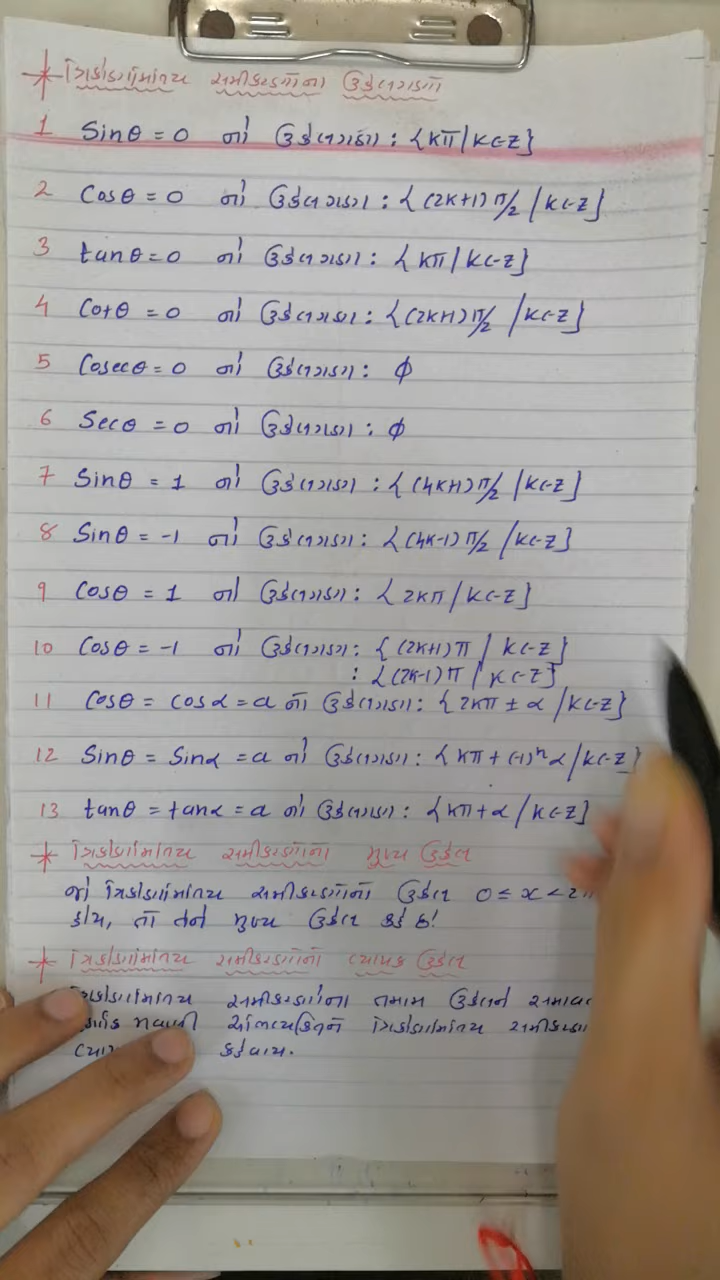 * ત્રિકોણમિતિય સમીકરણોના ઉકેલગણો
1 Sinθ = 0 નો ઉકેલગણ : {kπ/k∈Z}
2 Cosθ = 0 નો ઉકેલગણ : {(2k+1)π/2 /k∈Z}
3 tanθ = 0 નો ઉકેલગણ : {kπ/k∈Z}
4 Cotθ = 0 નો ઉકેલગણ : {(2k+1)π/2 /k∈Z}
5 Cosecθ = 0 નો ઉકેલગણ : ϕ
6 Secθ = 0 નો ઉકેલગણ : ϕ
7 Sinθ = 1 નો ઉકેલગણ : {(4k+1)π/2 /k∈Z}
8 Sinθ = -1 નો ઉકેલગણ : {(4k-1)π/2 /k∈Z}
9 Cosθ = 1 નો ઉકેલગણ : {2kπ/k∈Z}
10 Cosθ = -1 નો ઉકેલગણ : {(2k+1)π / k∈Z}
: {(2k-1)π / k∈Z}
11 Cosθ = cosα = a નો ઉકેલગણ : {2kπ ± α /k∈Z}
12 Sinθ = Sinα = a નો ઉકેલગણ : {kπ + (-1)ⁿ α/k∈Z}
13 tanθ = tanα = a નો ઉકેલગણ : {kπ+α /k∈Z}
* ત્રિકોણમિતિય સમીકરણોના મુખ્ય ઉકેલ
જો ત્રિકોણમિતિય સમીકરણોનો ઉકેલ 0 ≤ x < 2π
હોય, તો તેને મુખ્ય ઉકેલ કહે છે!
* ત્રિકોણમિતિય સમીકરણોનો વ્યાપક ઉકેલ
ત્રિકોણમિતિય સમીકરણોના તમામ ઉકેલને
ત્રિકોણમિતિય
કહેવાય.